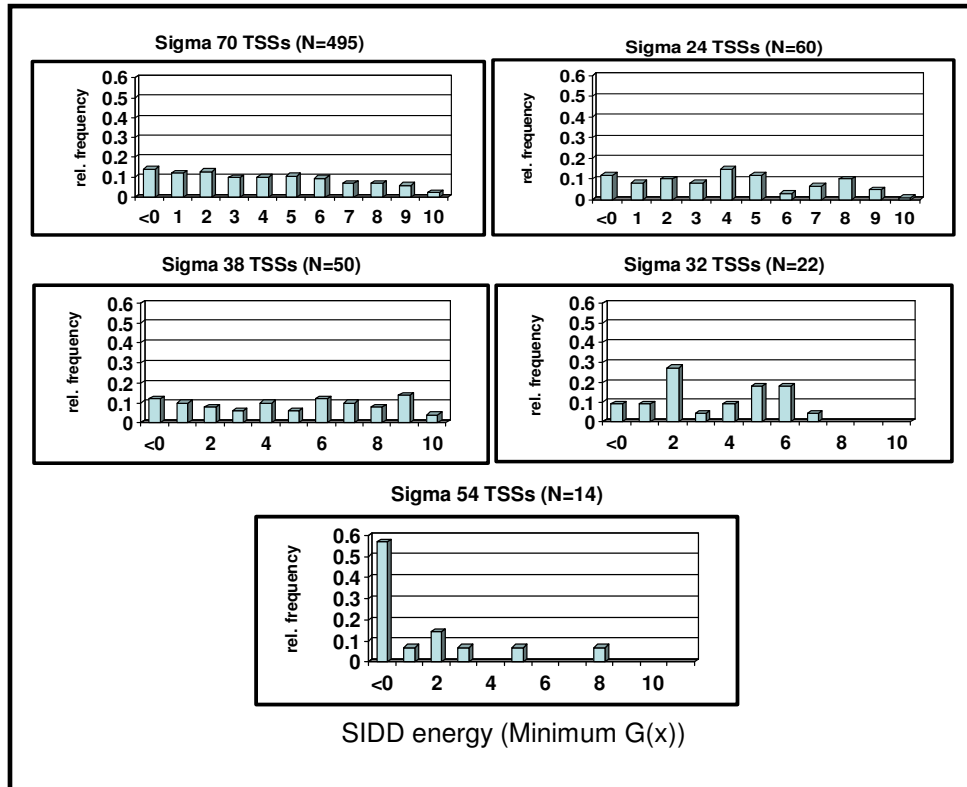 Sigma 70 TSSs (N=495)
rel. frequency
0.6
0.5
0.4
0.3
0.2
0.1
0
<0 1 2 3 4 5 6 7 8 9 10
Sigma 24 TSSs (N=60)
rel. frequency
0.6
0.5
0.4
0.3
0.2
0.1
0
<0 1 2 3 4 5 6 7 8 9 10
Sigma 38 TSSs (N=50)
rel. frequency
0.6
0.5
0.4
0.3
0.2
0.1
0
<0 2 4 6 8 10
Sigma 32 TSSs (N=22)
rel. frequency
0.6
0.5
0.4
0.3
0.2
0.1
0
<0 2 4 6 8 10
Sigma 54 TSSs (N=14)
rel. frequency
0.6
0.5
0.4
0.3
0.2
0.1
0
<0 2 4 6 8 10
SIDD energy (Minimum G(x))